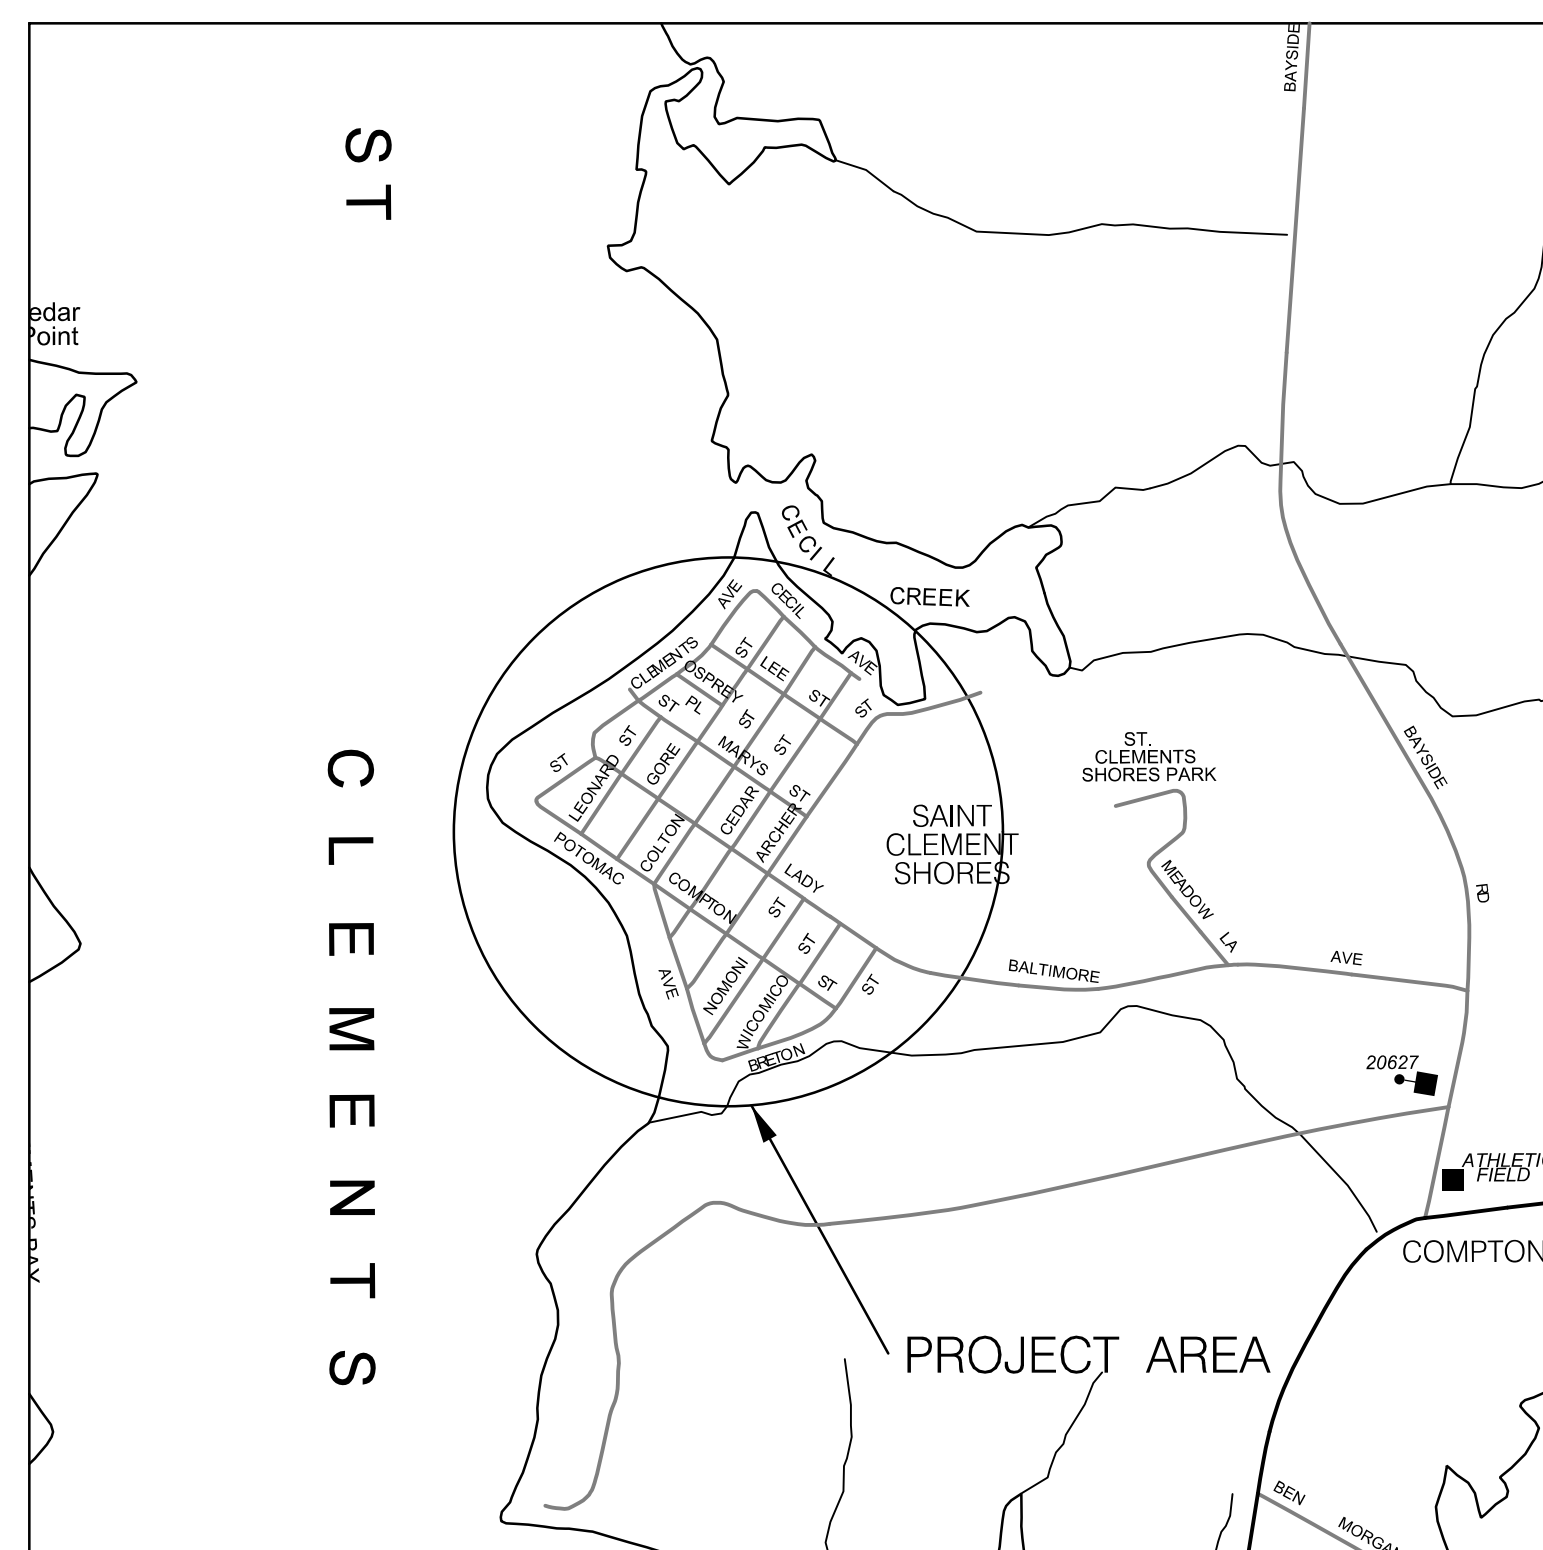 BAYSIDE
ST
edar
Point
CECIL
CREEK
AVE
CECIL
AVE
CLEMENTS
ST
LEE
ST
ST
OSPREY
PL
ST
ST
ST
MARYS
ST
ST
ST
LEONARD
GORE
CEDAR
ARCHER
COLTON
POTOMAC
COMPTON
LADY
SAINT
CLEMENT
SHORES
ST.
CLEMENTS
SHORES PARK
BAYSIDE
RD
MEADOW
LA
BALTIMORE
AVE
ST
ST
ST
ST
AVE
NOMONI
WICOMICO
BRETON
CLEMENTS
20627
ATHLETI
FIELD
COMPTON
PROJECT AREA
BEN
MORGAN